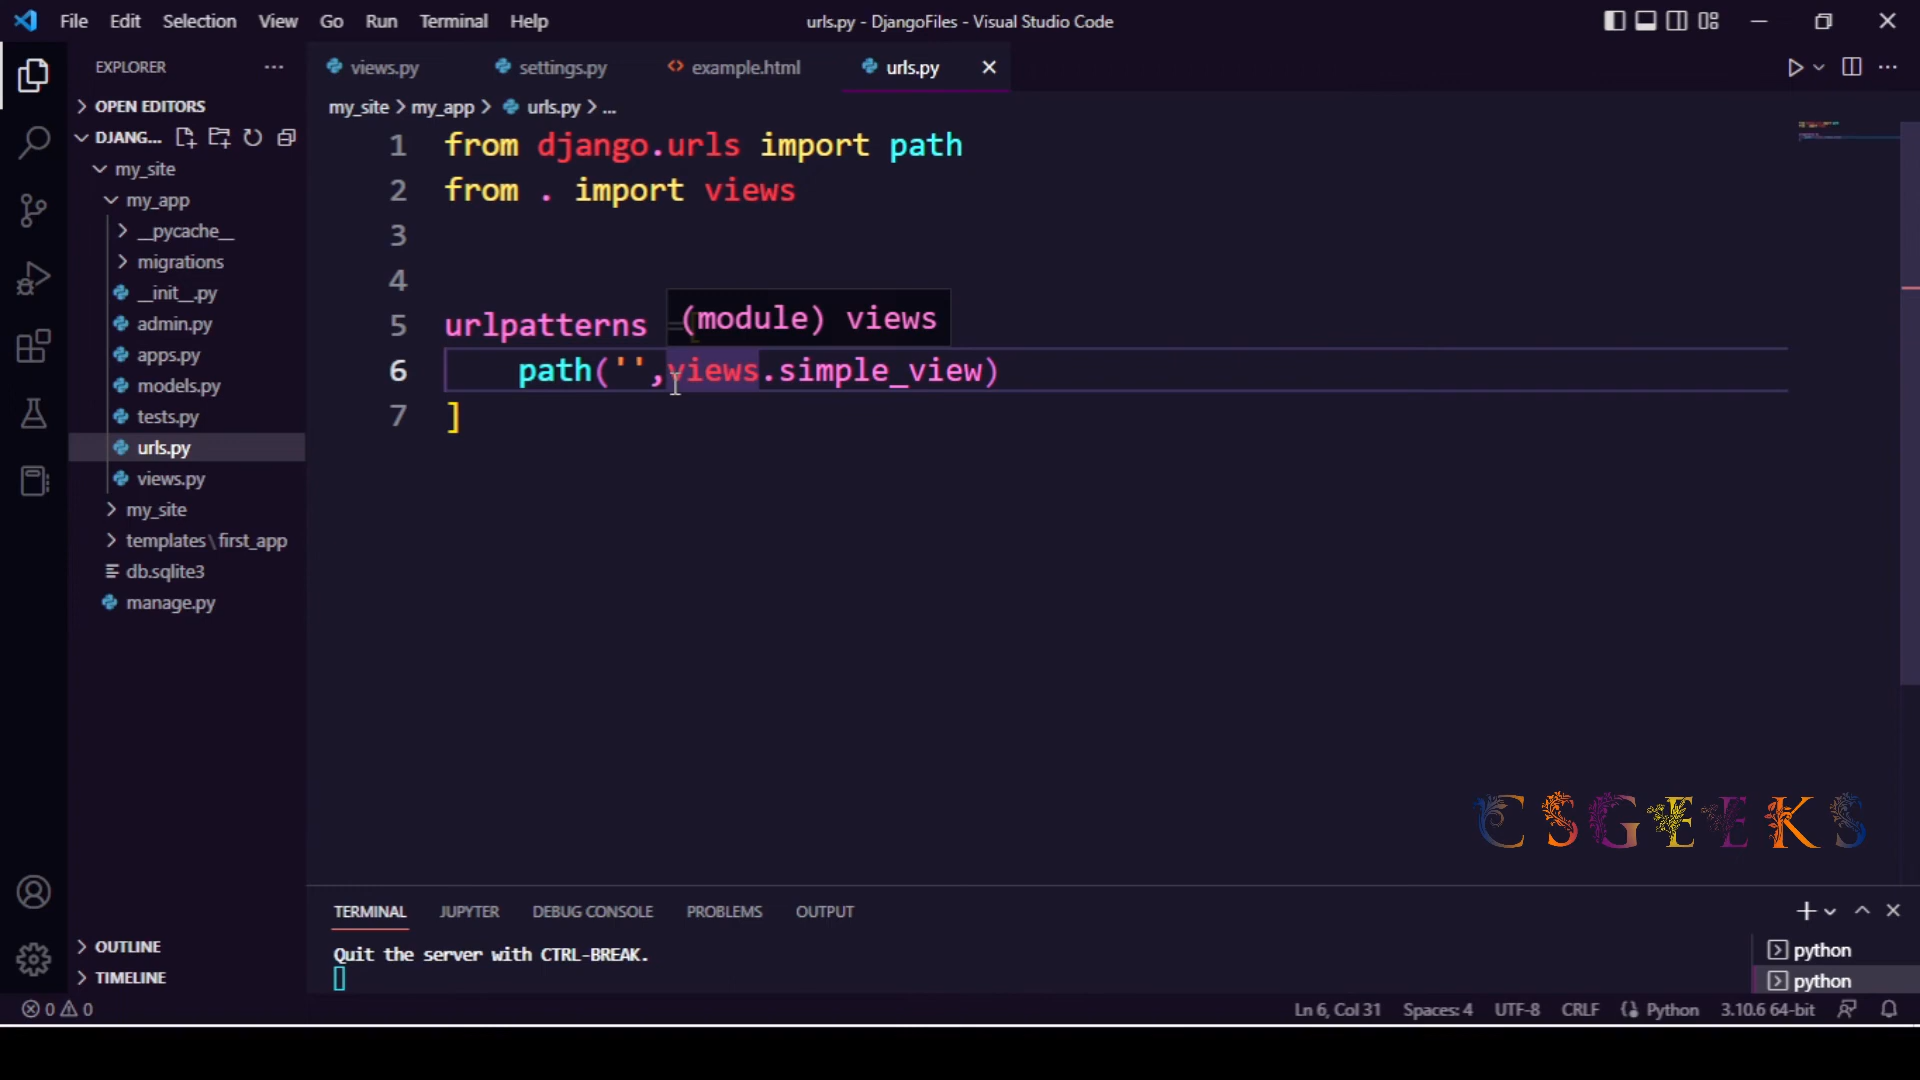 File Edit Selection View Go Run Terminal Help
urls.py - DjangoFiles - Visual Studio Code
EXPLORER
views.py settings.py example.html urls.py
OPEN EDITORS
my_site > my_app > urls.py > ...
DJANG...
my_site
my_app
__pycache__
migrations
__init__.py
admin.py
apps.py
models.py
tests.py
urls.py
views.py
my_site
templates\first_app
db.sqlite3
manage.py
OUTLINE
TIMELINE
1 from django.urls import path
2 from . import views
3
4
(module) views
5 urlpatterns =[
6 path('',views.simple_view)
7 ]
CSGEEKS
TERMINAL JUPYTER DEBUG CONSOLE PROBLEMS OUTPUT
Quit the server with CTRL-BREAK.
python
python
0 0
Ln 6, Col 31 Spaces: 4 UTF-8 CRLF Python 3.10.6 64-bit